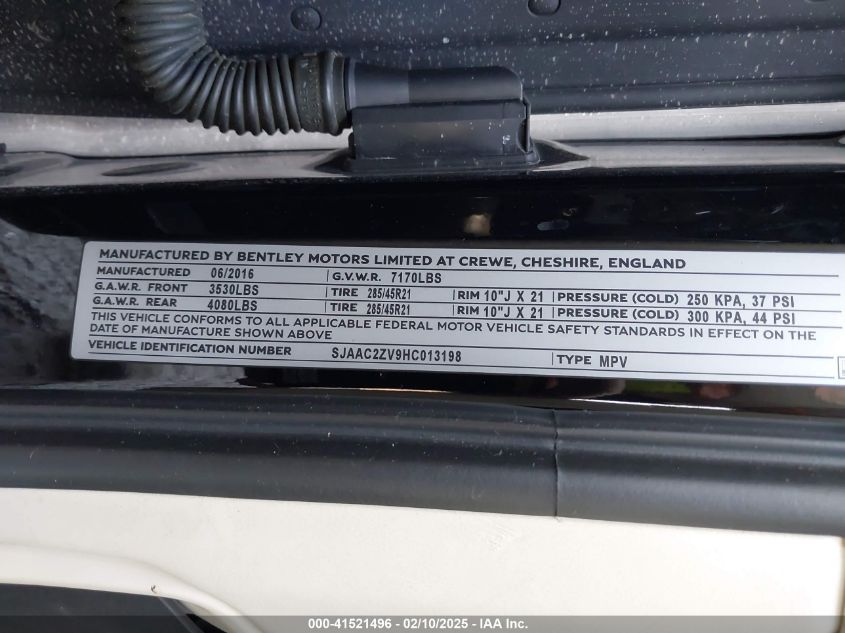 MANUFACTURED BY BENTLEY MOTORS LIMITED AT CREWE, CHESHIRE, ENGLAND
MANUFACTURED 06/2016 G.V.W.R. 7170LBS
G.A.W.R. FRONT 3530LBS TIRE 285/45R21 RIM 10"J X 21 PRESSURE (COLD) 250 KPA, 37 PSI
G.A.W.R. REAR 4080LBS TIRE 285/45R21 RIM 10"J X 21 PRESSURE (COLD) 300 KPA, 44 PSI
THIS VEHICLE CONFORMS TO ALL APPLICABLE FEDERAL MOTOR VEHICLE SAFETY STANDARDS IN EFFECT ON THE
DATE OF MANUFACTURE SHOWN ABOVE
VEHICLE IDENTIFICATION NUMBER SJAAC2ZV9HC013198 TYPE MPV
000-41521496 - 02/10/2025 - IAA Inc.